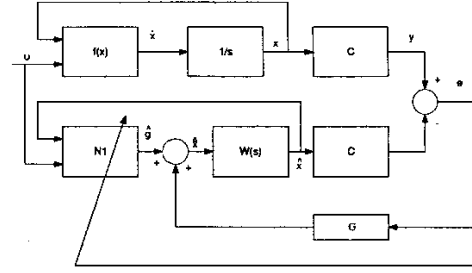 u
f(x)
ẋ
1/s
x
C
y
+
e
-
N1
ĝ
+
+
x̂
W(s)
x̂
C
G